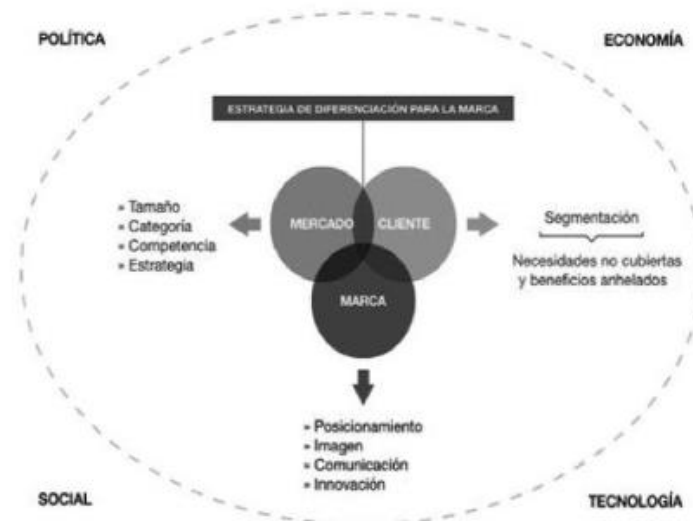 POLÍTICA
ECONOMÍA
ESTRATEGIA DE DIFERENCIACIÓN PARA LA MARCA
» Tamaño
» Categoría
» Competencia
» Estrategia
MERCADO
CLIENTE
Segmentación
Necesidades no cubiertas
y beneficios anhelados
MARCA
» Posicionamiento
» Imagen
» Comunicación
» Innovación
SOCIAL
TECNOLOGÍA